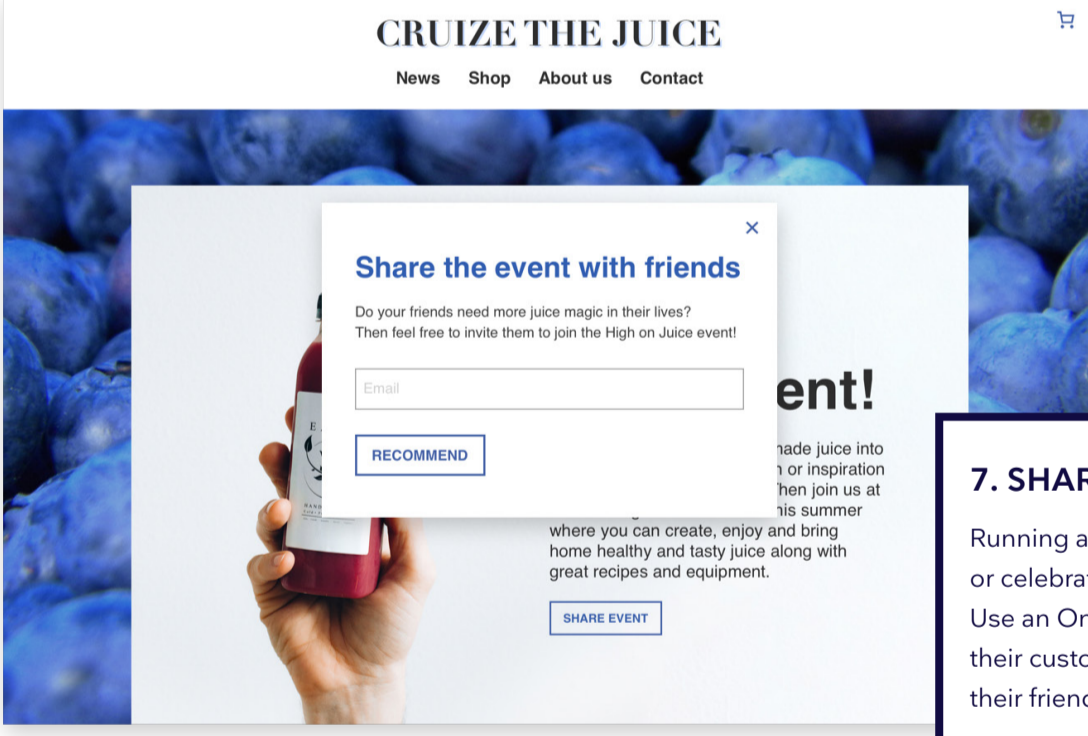 CRUIZE THE JUICE
News Shop About us Contact
Share the event with friends
Do your friends need more juice magic in their lives?
Then feel free to invite them to join the High on Juice event!
Email
RECOMMEND
ent!
made juice into
or inspiration
Then join us at
his summer
where you can create, enjoy and bring
home healthy and tasty juice along with
great recipes and equipment.
SHARE EVENT
7. SHAR
Running a
or celebrat
Use an On
their custo
their friend